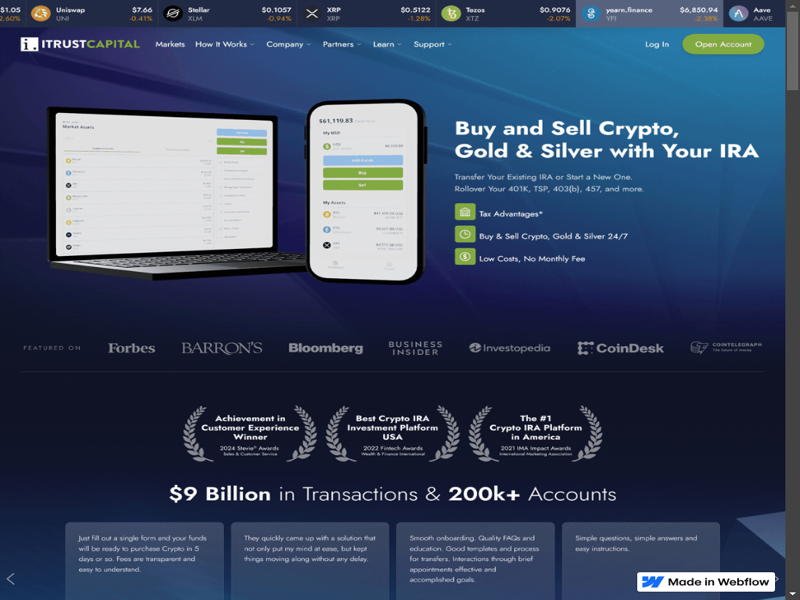 $1.05
2.60%
Uniswap
UNI
$7.66
-0.41%
Stellar
XLM
$0.1057
-0.94%
XRP
XRP
$0.5122
-1.28%
Tezos
XTZ
$0.9076
-2.07%
yearn.finance
YFI
$6,850.94
-2.38%
Aave
AAVE
i. ITRUSTCAPITAL
Markets
How It Works
Company
Partners
Learn
Support
Log In
Open Account
Market Assets
$61,119.83
My Assets
Buy
Sell
Buy and Sell Crypto,
Gold & Silver with Your IRA
Transfer Your Existing IRA or Start a New One.
Rollover Your 401K, TSP, 403(b), 457, and more.
Tax Advantages*
Buy & Sell Crypto, Gold & Silver 24/7
Low Costs, No Monthly Fee
FEATURED ON
Forbes
BARRON'S
Bloomberg
BUSINESS
INSIDER
Investopedia
CoinDesk
COINTELEGRAPH
The future of money
Achievement in
Customer Experience
Winner
2024 Stevie® Awards
Sales & Customer Service
Best Crypto IRA
Investment Platform
USA
2022 Fintech Awards
Wealth & Finance International
The #1
Crypto IRA Platform
in America
2021 IMA Impact Awards
International Marketing Association
$9 Billion in Transactions & 200k+ Accounts
Just fill out a single form and your funds
will be ready to purchase Crypto in 5
days or so. Fees are transparent and
easy to understand.
They quickly came up with a solution that
not only put my mind at ease, but kept
things moving along without any delay.
Smooth onboarding. Quality FAQs and
education. Good templates and process
for transfers. Interactions through brief
appointments effective and
accomplished goals.
Simple questions, simple answers and
easy instructions.
Made in Webflow